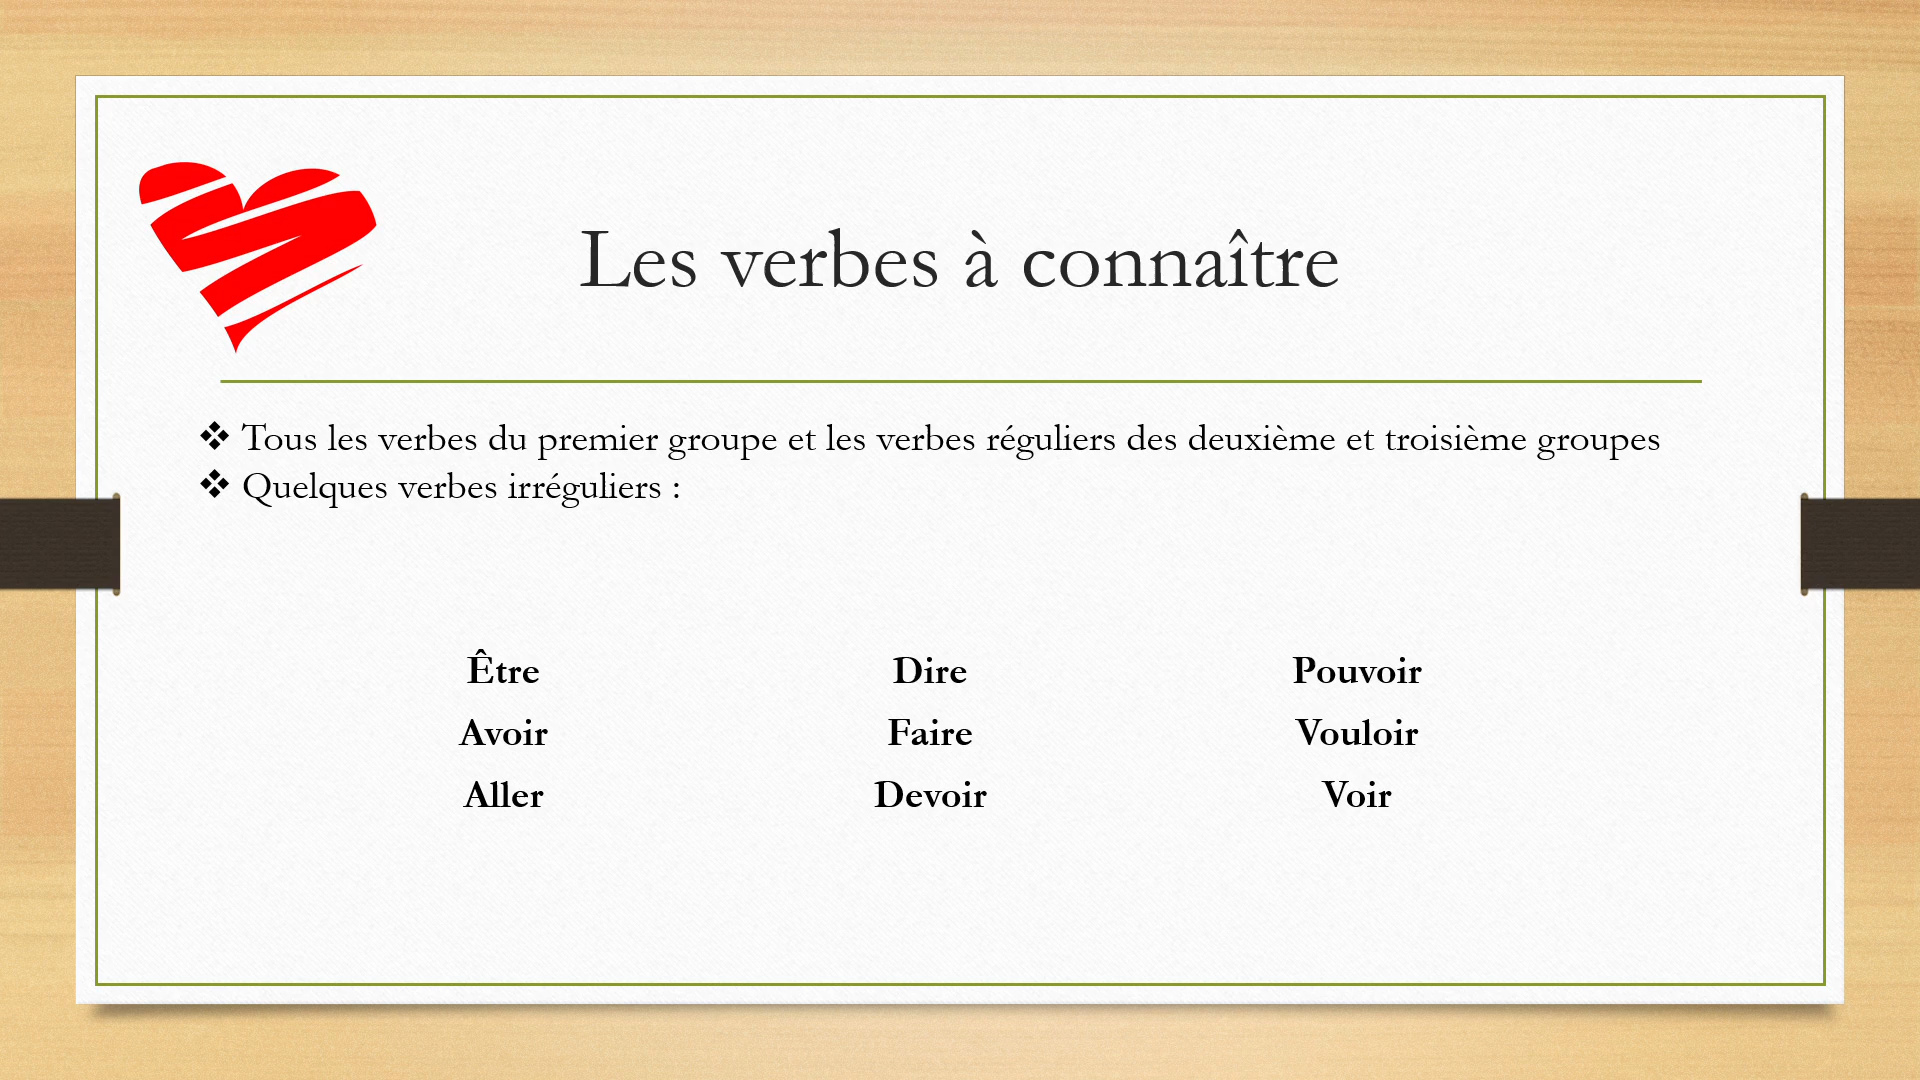 Les verbes à connaître
❖ Tous les verbes du premier groupe et les verbes réguliers des deuxième et troisième groupes
❖ Quelques verbes irréguliers :
Être Dire Pouvoir
Avoir Faire Vouloir
Aller Devoir Voir